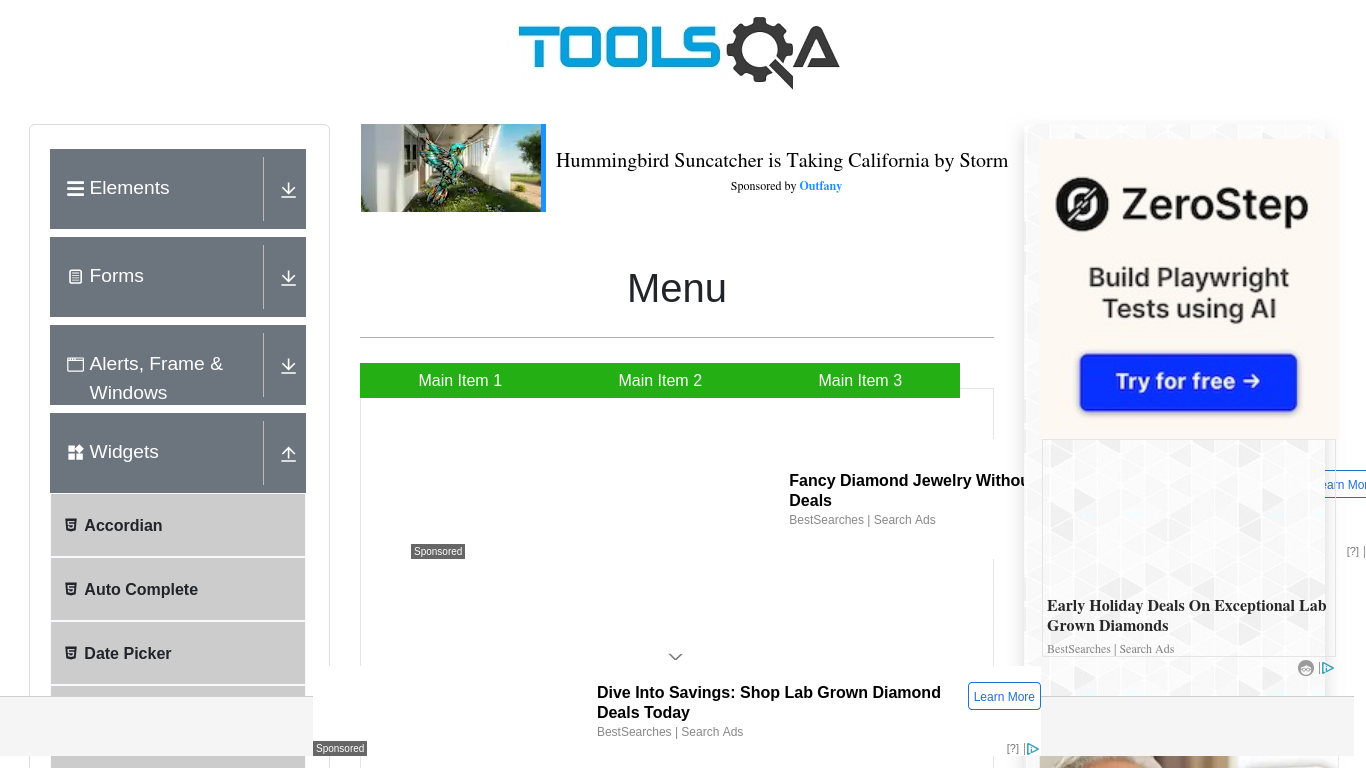 TOOLSQA
Elements
Forms
Alerts, Frame &
Windows
Widgets
Accordian
Auto Complete
Date Picker
Hummingbird Suncatcher is Taking California by Storm
Sponsored by Outfany
Menu
Main Item 1
Main Item 2
Main Item 3
Fancy Diamond Jewelry Withou
Deals
BestSearches | Search Ads
Sponsored
earn Mor
[?]
ZeroStep
Build Playwright
Tests using AI
Try for free →
Early Holiday Deals On Exceptional Lab
Grown Diamonds
BestSearches | Search Ads
Dive Into Savings: Shop Lab Grown Diamond
Deals Today
BestSearches | Search Ads
Learn More
Sponsored
[?]